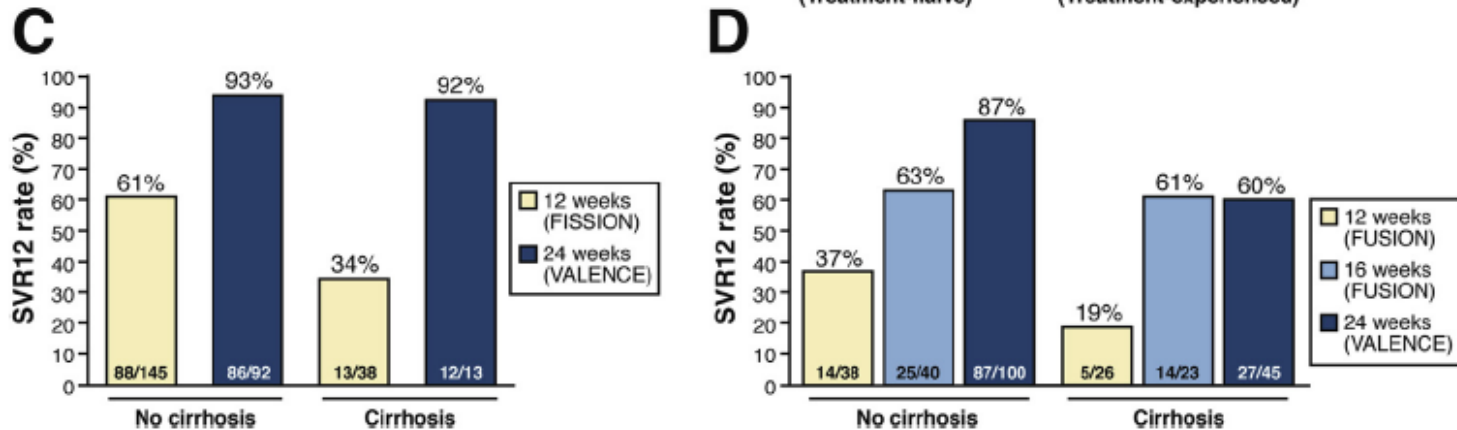 (Treatment-naive)
(Treatment-experienced)
C
SVR12 rate (%)
100
90
80
70
60
50
40
30
20
10
0
61%
93%
34%
92%
88/145
86/92
13/38
12/13
No cirrhosis
Cirrhosis
12 weeks
(FISSION)
24 weeks
(VALENCE)
D
SVR12 rate (%)
100
90
80
70
60
50
40
30
20
10
0
37%
63%
87%
19%
61%
60%
14/38
25/40
87/100
5/26
14/23
27/45
No cirrhosis
Cirrhosis
12 weeks
(FUSION)
16 weeks
(FUSION)
24 weeks
(VALENCE)